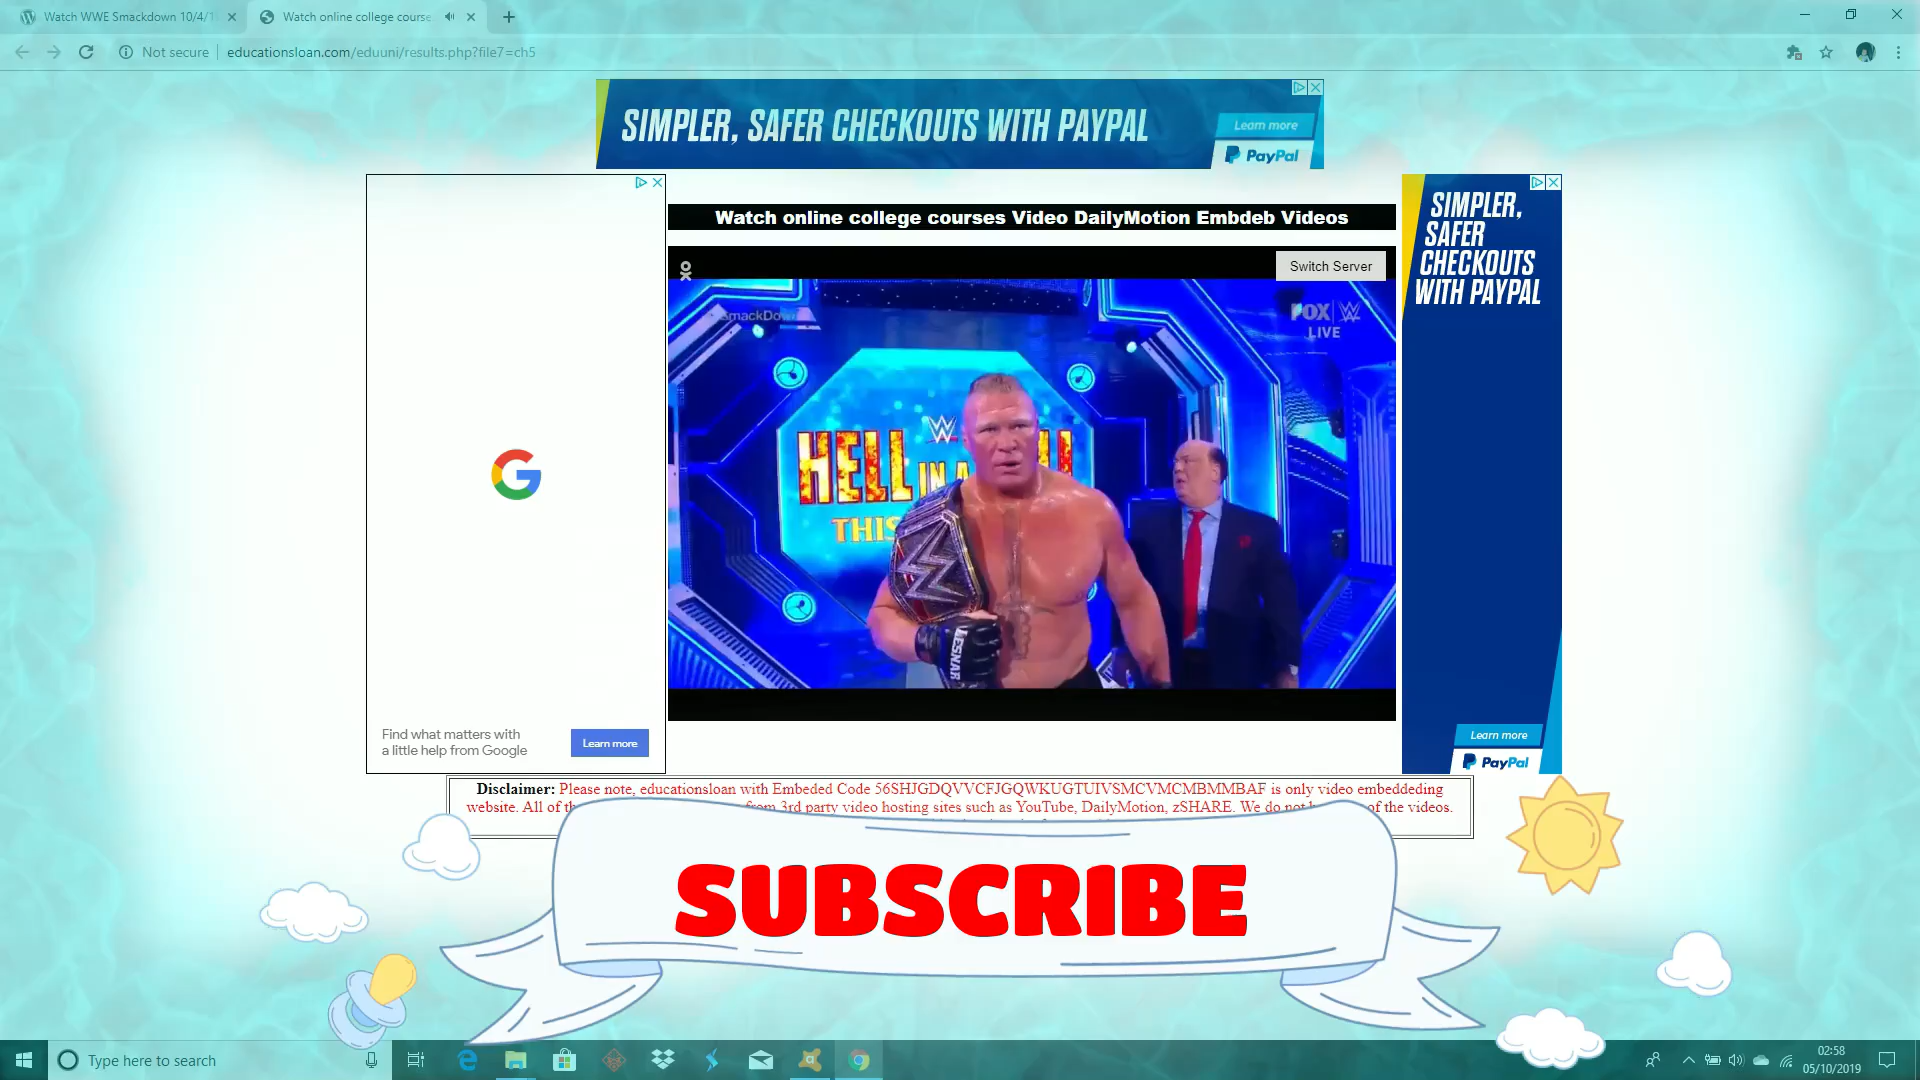 Watch WWE Smackdown 10/4/1
Watch online college course
Not secure
educationsloan.com/eduuni/results.php?file7=ch5
SIMPLER, SAFER CHECKOUTS WITH PAYPAL
Learn more
PayPal
Watch online college courses Video DailyMotion Embdeb Videos
Switch Server
SmackDow
FOX W
LIVE
W
HELL IN A LL
THIS
LESNAR
Find what matters with
a little help from Google
Learn more
SIMPLER,
SAFER
CHECKOUTS
WITH PAYPAL
Learn more
PayPal
Disclaimer: Please note, educationsloan with Embeded Code 56SHJGDQVVCFJGQWKUGTUIVSMCVMCMBMMBAF is only video embeddeding
website. All of th from 3rd party video hosting sites such as YouTube, DailyMotion, zSHARE. We do not of the videos.
SUBSCRIBE
Type here to search
02:58
05/10/2019